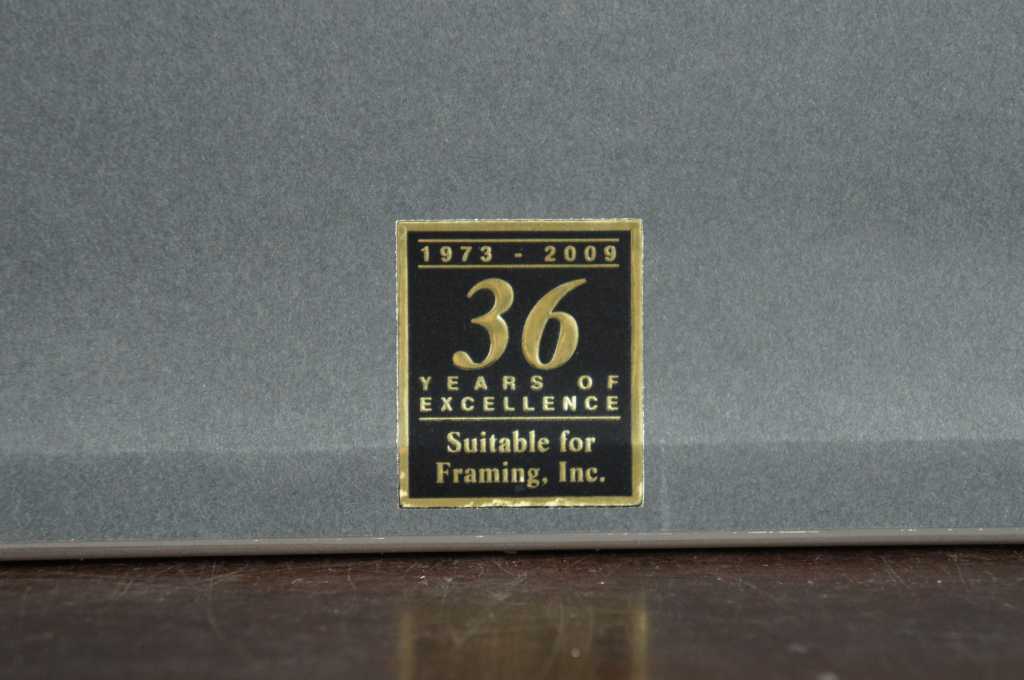 1973 - 2009
36
YEARS OF
EXCELLENCE
Suitable for
Framing, Inc.